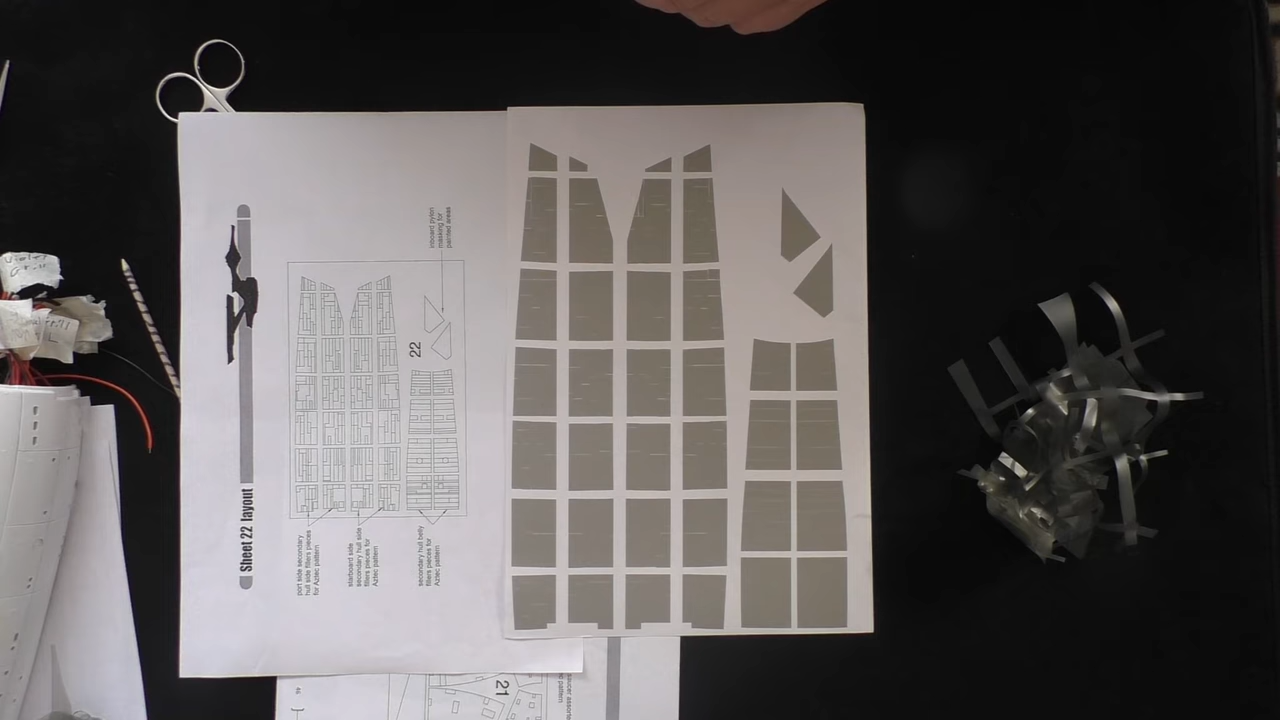 Sheet 22 layout
port side secondary
hull side fillers pieces
for Aztec pattern
starboard side
secondary hull side
fillers pieces for
Aztec pattern
secondary hull belly
fillers pieces for
Aztec pattern
22
inboard pylon
masking for
painted areas
21
saucer
pattern